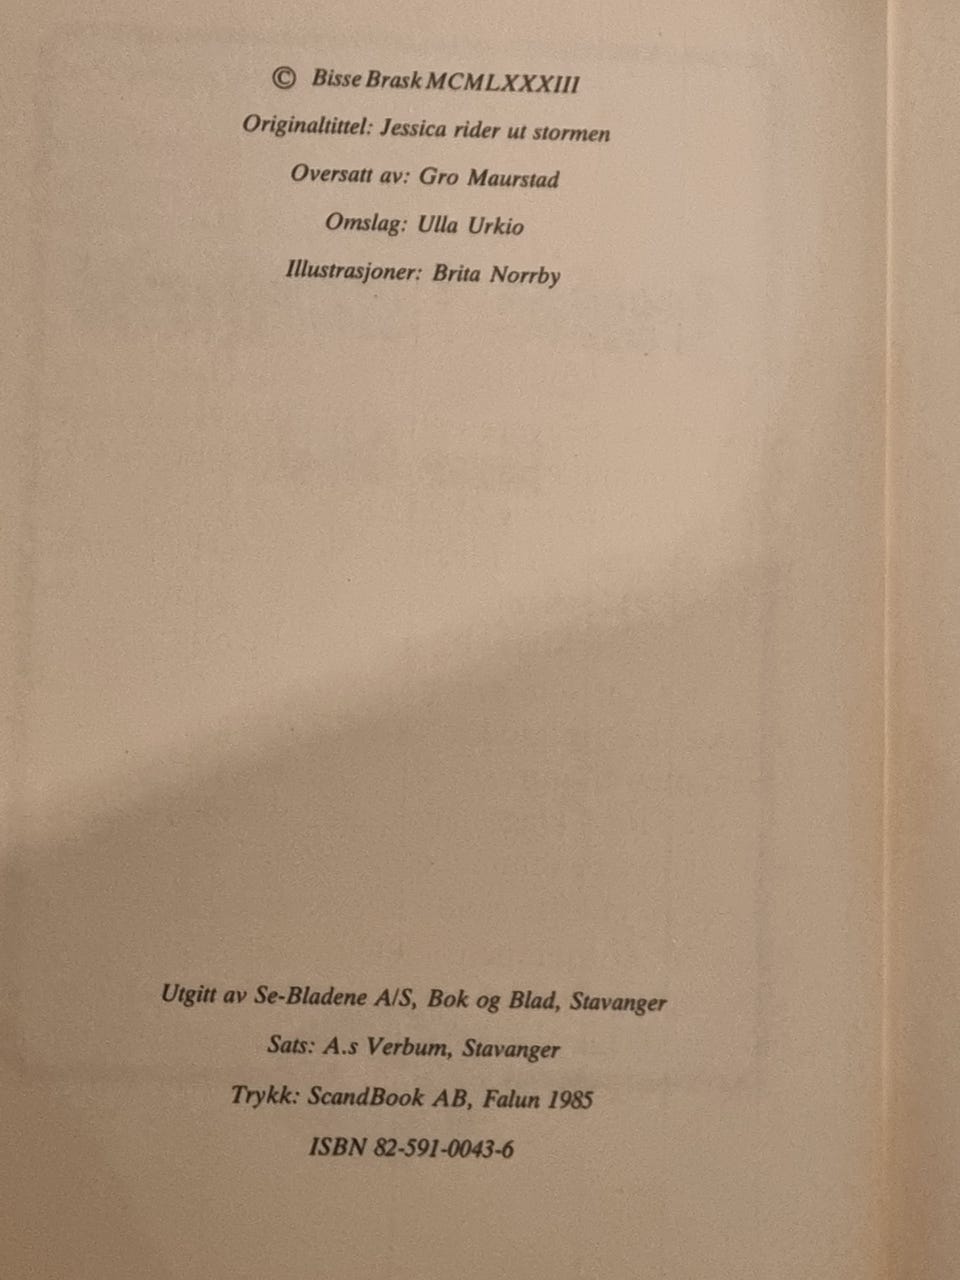 © Bisse Brask MCMLXXXIII
Originaltittel: Jessica rider ut stormen
Oversatt av: Gro Maurstad
Omslag: Ulla Urkio
Illustrasjoner: Brita Norrby
Utgitt av Se-Bladene A/S, Bok og Blad, Stavanger
Sats: A.s Verbum, Stavanger
Trykk: ScandBook AB, Falun 1985
ISBN 82-591-0043-6